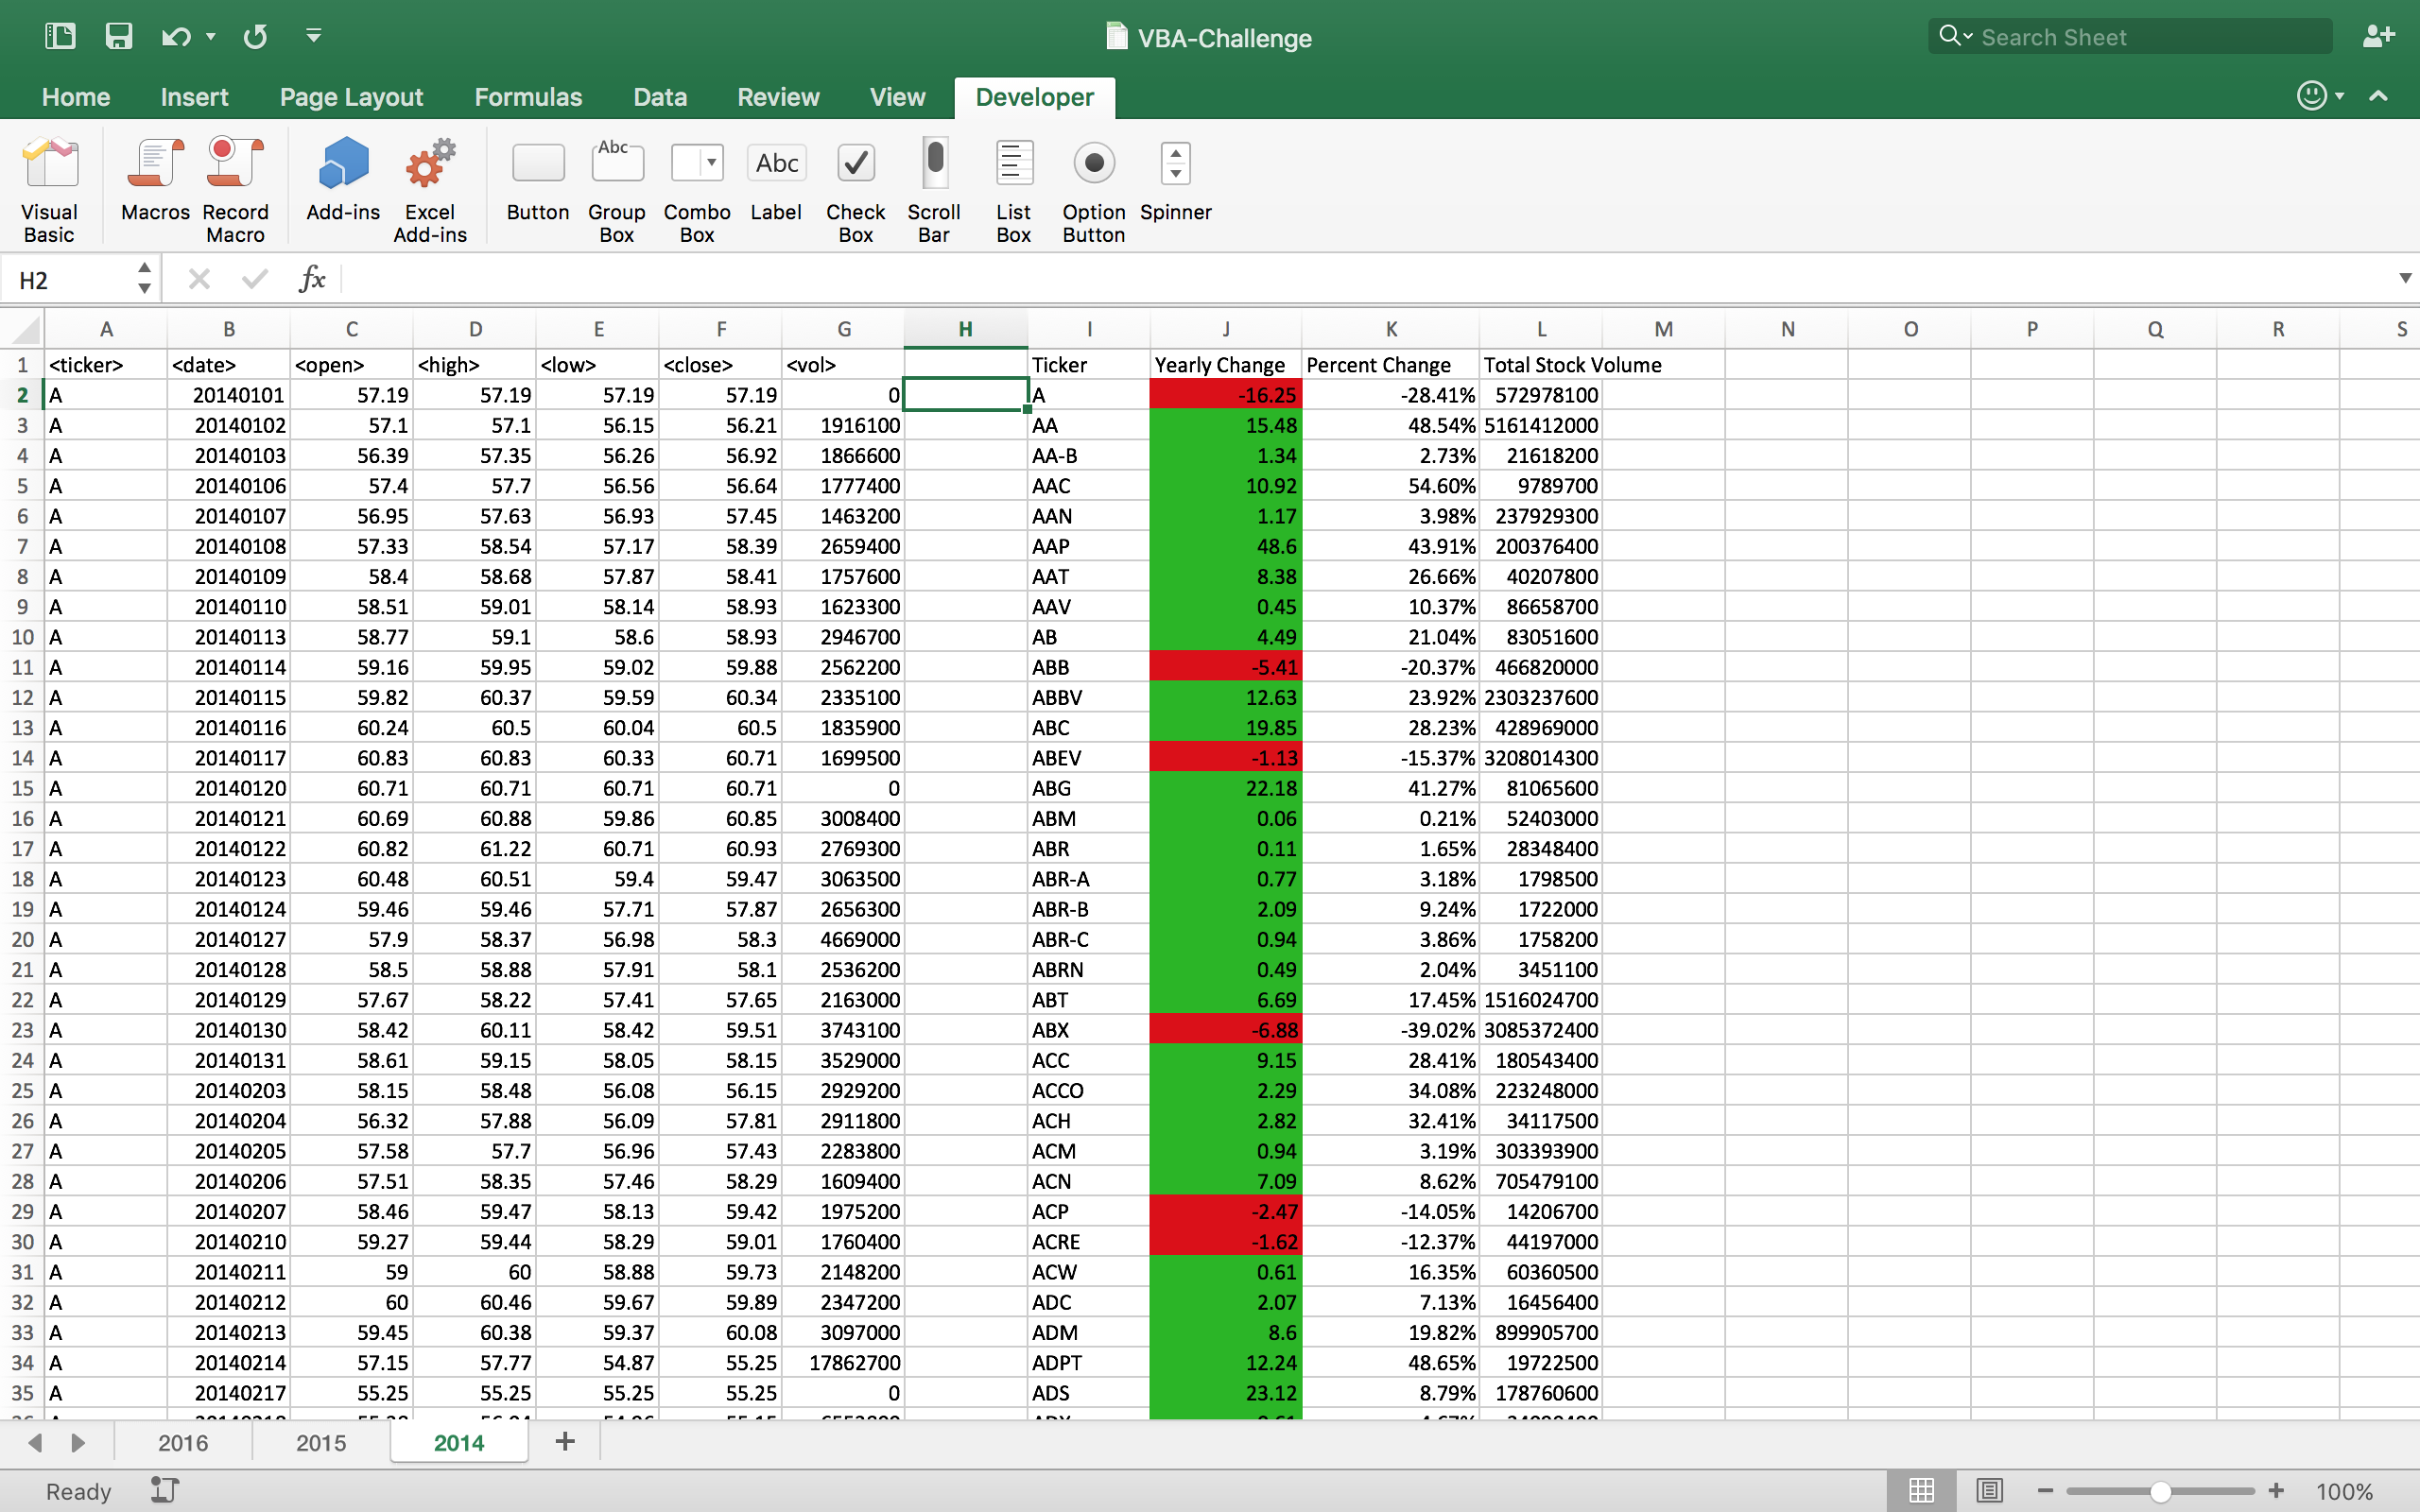 VBA-Challenge
Search Sheet
Home Insert Page Layout Formulas Data Review View Developer
Visual Basic Macros Record Macro Add-ins Excel Add-ins Button Group Box Combo Box Label Check Box Scroll Bar List Box Option Button Spinner
Abc Abc
H2 fx
A B C D E F G H I J K L M N O P Q R S
1 <ticker> <date> <open> <high> <low> <close> <vol> Ticker Yearly Change Percent Change Total Stock Volume
2 A 20140101 57.19 57.19 57.19 57.19 0 A -16.25 -28.41% 572978100
3 A 20140102 57.1 57.1 56.15 56.21 1916100 AA 15.48 48.54% 5161412000
4 A 20140103 56.39 57.35 56.26 56.92 1866600 AA-B 1.34 2.73% 21618200
5 A 20140106 57.4 57.7 56.56 56.64 1777400 AAC 10.92 54.60% 9789700
6 A 20140107 56.95 57.63 56.93 57.45 1463200 AAN 1.17 3.98% 237929300
7 A 20140108 57.33 58.54 57.17 58.39 2659400 AAP 48.6 43.91% 200376400
8 A 20140109 58.4 58.68 57.87 58.41 1757600 AAT 8.38 26.66% 40207800
9 A 20140110 58.51 59.01 58.14 58.93 1623300 AAV 0.45 10.37% 86658700
10 A 20140113 58.77 59.1 58.6 58.93 2946700 AB 4.49 21.04% 83051600
11 A 20140114 59.16 59.95 59.02 59.88 2562200 ABB -5.41 -20.37% 466820000
12 A 20140115 59.82 60.37 59.59 60.34 2335100 ABBV 12.63 23.92% 2303237600
13 A 20140116 60.24 60.5 60.04 60.5 1835900 ABC 19.85 28.23% 428969000
14 A 20140117 60.83 60.83 60.33 60.71 1699500 ABEV -1.13 -15.37% 3208014300
15 A 20140120 60.71 60.71 60.71 60.71 0 ABG 22.18 41.27% 81065600
16 A 20140121 60.69 60.88 59.86 60.85 3008400 ABM 0.06 0.21% 52403000
17 A 20140122 60.82 61.22 60.71 60.93 2769300 ABR 0.11 1.65% 28348400
18 A 20140123 60.48 60.51 59.4 59.47 3063500 ABR-A 0.77 3.18% 1798500
19 A 20140124 59.46 59.46 57.71 57.87 2656300 ABR-B 2.09 9.24% 1722000
20 A 20140127 57.9 58.37 56.98 58.3 4669000 ABR-C 0.94 3.86% 1758200
21 A 20140128 58.5 58.88 57.91 58.1 2536200 ABRN 0.49 2.04% 3451100
22 A 20140129 57.67 58.22 57.41 57.65 2163000 ABT 6.69 17.45% 1516024700
23 A 20140130 58.42 60.11 58.42 59.51 3743100 ABX -6.88 -39.02% 3085372400
24 A 20140131 58.61 59.15 58.05 58.15 3529000 ACC 9.15 28.41% 180543400
25 A 20140203 58.15 58.48 56.08 56.15 2929200 ACCO 2.29 34.08% 223248000
26 A 20140204 56.32 57.88 56.09 57.81 2911800 ACH 2.82 32.41% 34117500
27 A 20140205 57.58 57.7 56.96 57.43 2283800 ACM 0.94 3.19% 303393900
28 A 20140206 57.51 58.35 57.46 58.29 1609400 ACN 7.09 8.62% 705479100
29 A 20140207 58.46 59.47 58.13 59.42 1975200 ACP -2.47 -14.05% 14206700
30 A 20140210 59.27 59.44 58.29 59.01 1760400 ACRE -1.62 -12.37% 44197000
31 A 20140211 59 60 58.88 59.73 2148200 ACW 0.61 16.35% 60360500
32 A 20140212 60 60.46 59.67 59.89 2347200 ADC 2.07 7.13% 16456400
33 A 20140213 59.45 60.38 59.37 60.08 3097000 ADM 8.6 19.82% 899905700
34 A 20140214 57.15 57.77 54.87 55.25 17862700 ADPT 12.24 48.65% 19722500
35 A 20140217 55.25 55.25 55.25 55.25 0 ADS 23.12 8.79% 178760600
2016 2015 2014 +
Ready 100%